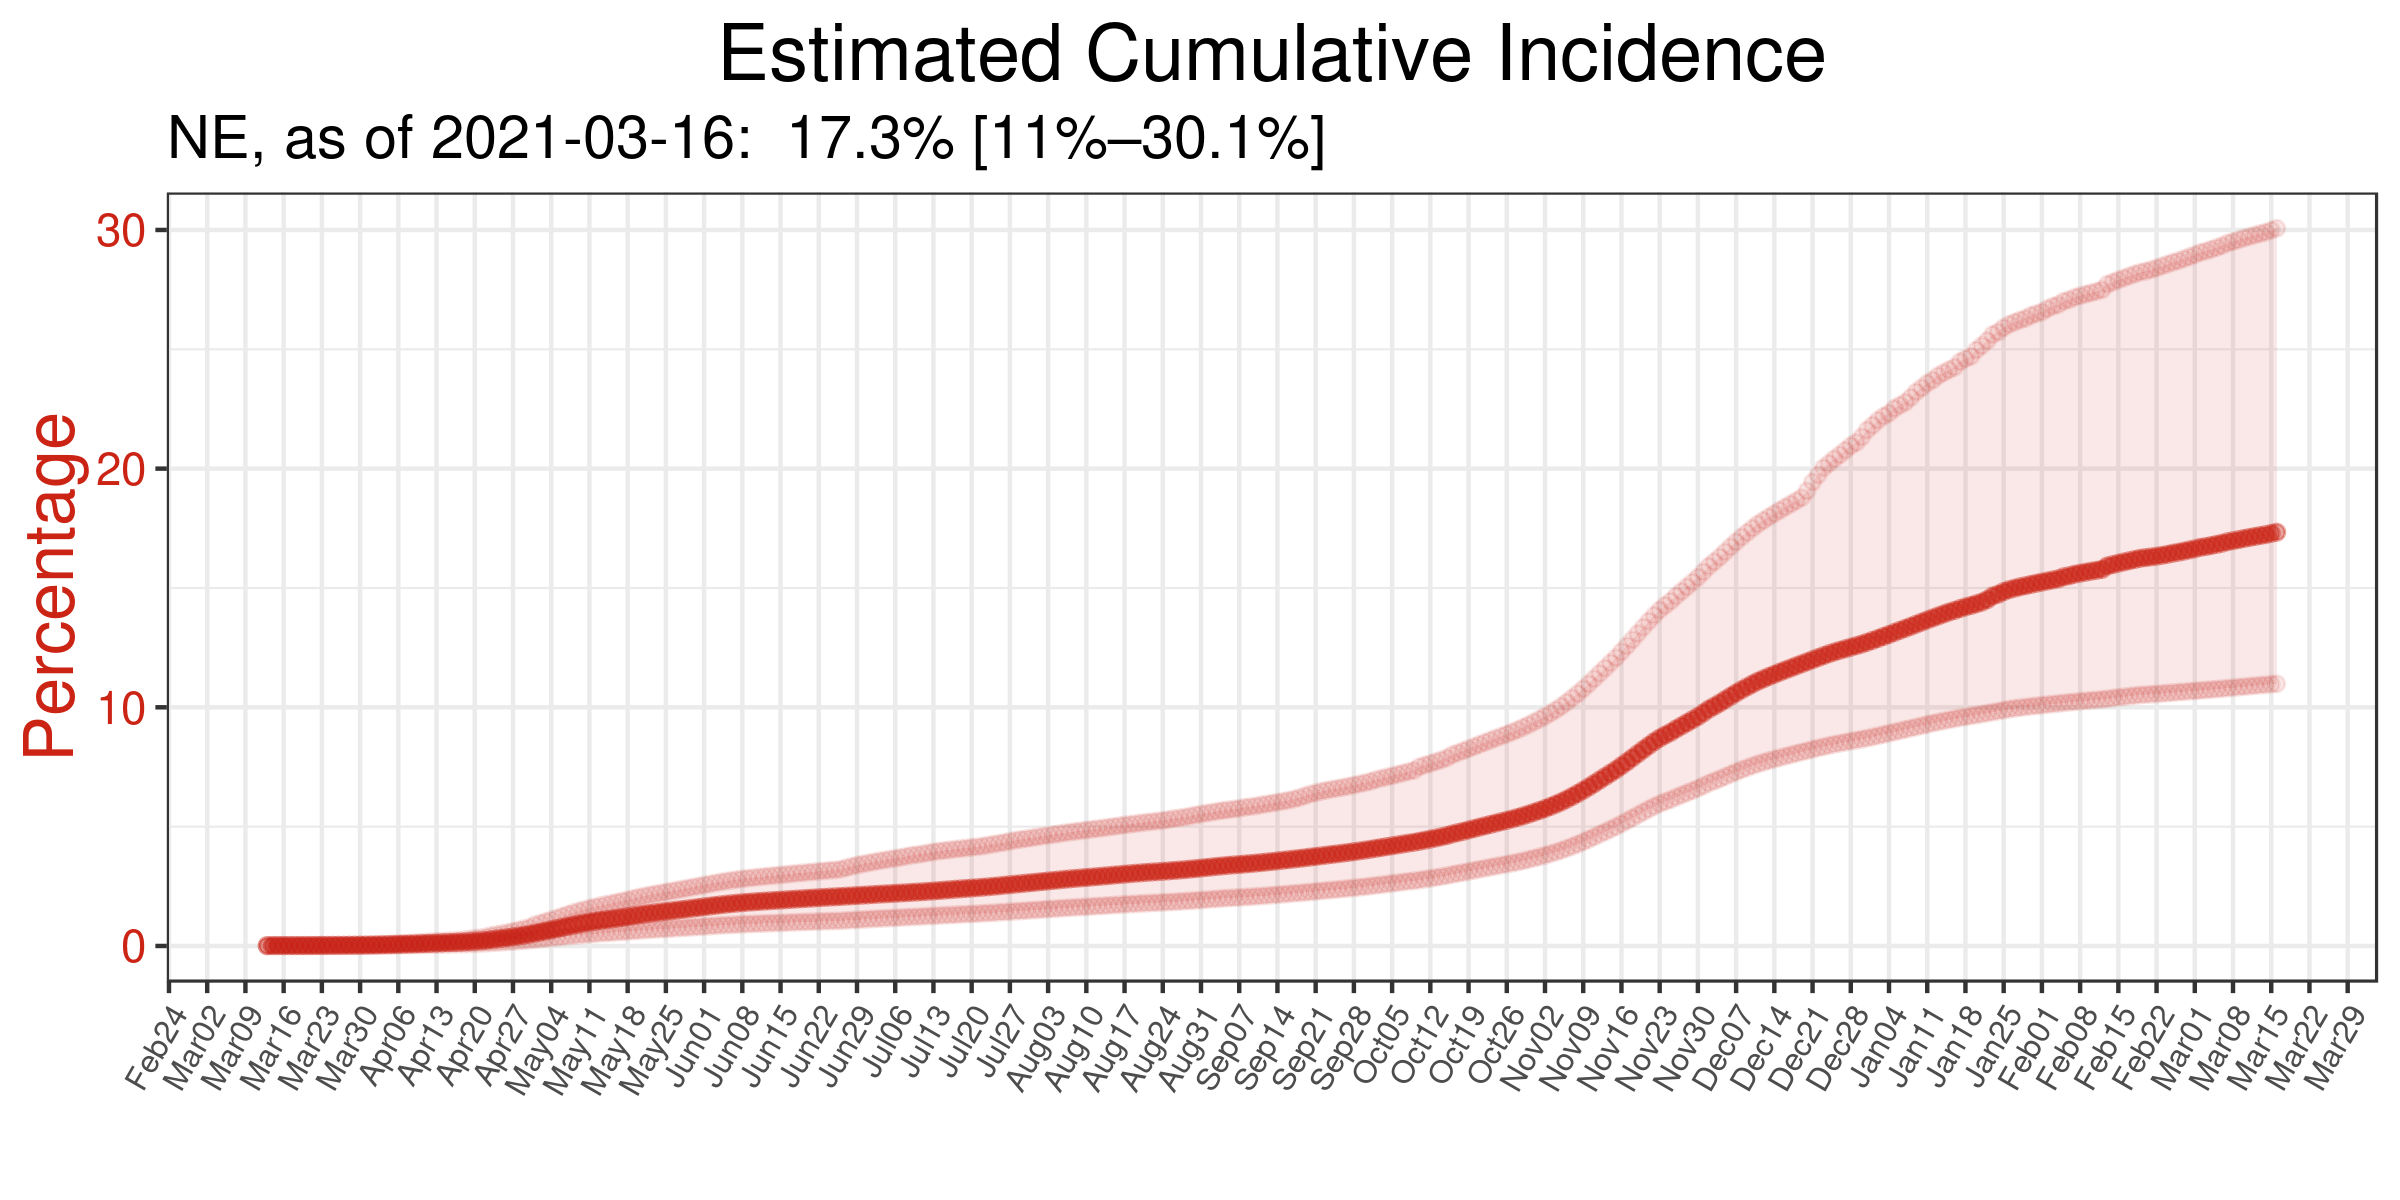 Estimated Cumulative Incidence
NE, as of 2021-03-16:  17.3% [11%–30.1%]
Percentage
30
20
10
0
Feb24
Mar02
Mar09
Mar16
Mar23
Mar30
Apr06
Apr13
Apr20
Apr27
May04
May11
May18
May25
Jun01
Jun08
Jun15
Jun22
Jun29
Jul06
Jul13
Jul20
Jul27
Aug03
Aug10
Aug17
Aug24
Aug31
Sep07
Sep14
Sep21
Sep28
Oct05
Oct12
Oct19
Oct26
Nov02
Nov09
Nov16
Nov23
Nov30
Dec07
Dec14
Dec21
Dec28
Jan04
Jan11
Jan18
Jan25
Feb01
Feb08
Feb15
Feb22
Mar01
Mar08
Mar15
Mar22
Mar29